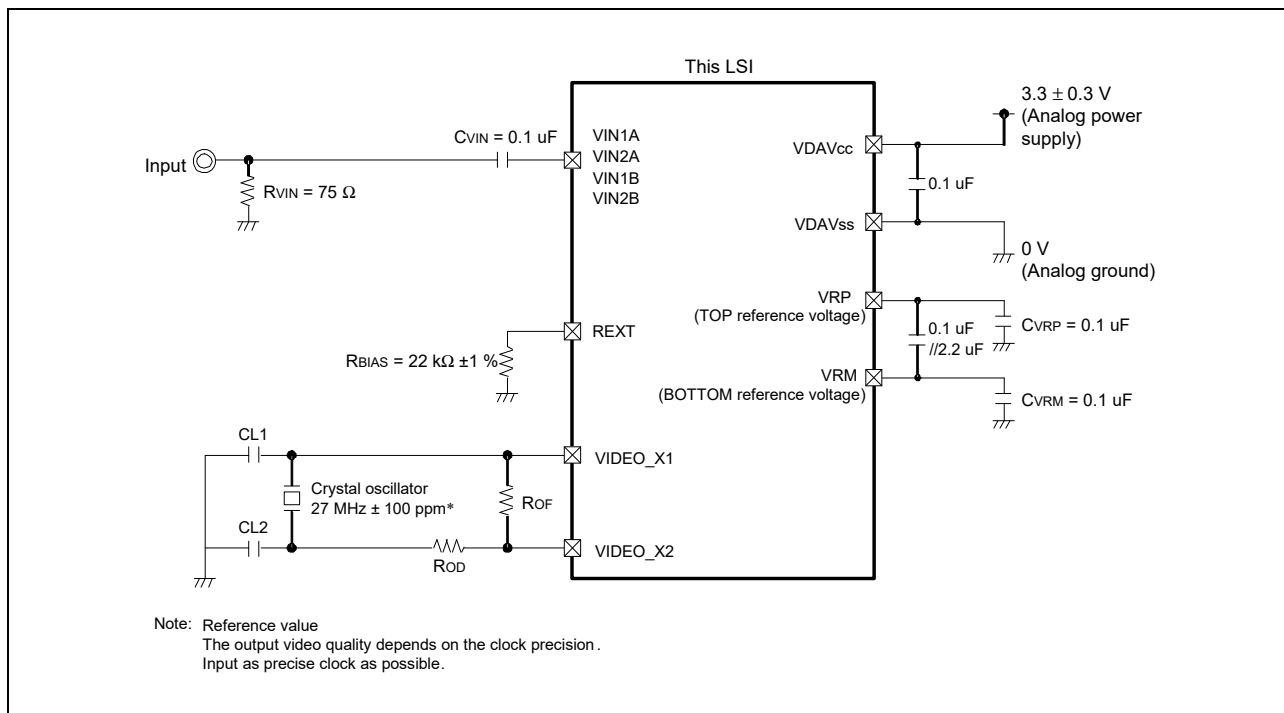 This LSI
Input
RVIN = 75 Ω
CVIN = 0.1 uF
VIN1A
VIN2A
VIN1B
VIN2B
REXT
RBIAS = 22 kΩ ±1 %
CL1
CL2
Crystal oscillator
27 MHz ± 100 ppm*
ROF
ROD
VIDEO_X1
VIDEO_X2
VDAVcc
VDAVss
VRP
(TOP reference voltage)
VRM
(BOTTOM reference voltage)
3.3 ± 0.3 V
(Analog power
supply)
0.1 uF
0 V
(Analog ground)
0.1 uF
//2.2 uF
CVRP = 0.1 uF
CVRM = 0.1 uF
Note: Reference value
The output video quality depends on the clock precision.
Input as precise clock as possible.